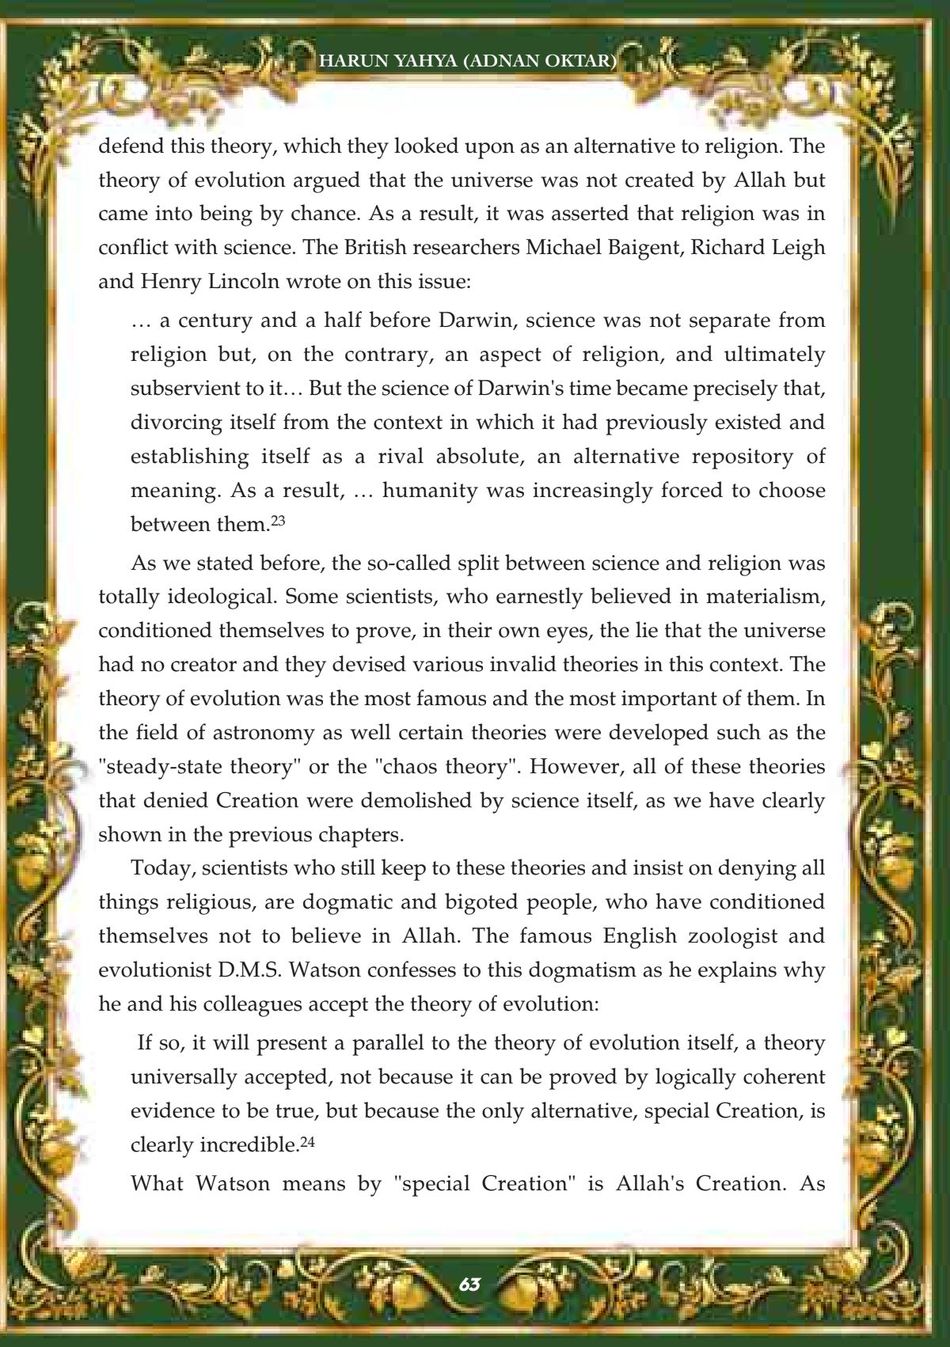 HARUN YAHYA (ADNAN OKTAR)
defend this theory, which they looked upon as an alternative to religion. The
theory of evolution argued that the universe was not created by Allah but
came into being by chance. As a result, it was asserted that religion was in
conflict with science. The British researchers Michael Baigent, Richard Leigh
and Henry Lincoln wrote on this issue:
… a century and a half before Darwin, science was not separate from
religion but, on the contrary, an aspect of religion, and ultimately
subservient to it… But the science of Darwin's time became precisely that,
divorcing itself from the context in which it had previously existed and
establishing itself as a rival absolute, an alternative repository of
meaning. As a result, … humanity was increasingly forced to choose
between them.23
As we stated before, the so-called split between science and religion was
totally ideological. Some scientists, who earnestly believed in materialism,
conditioned themselves to prove, in their own eyes, the lie that the universe
had no creator and they devised various invalid theories in this context. The
theory of evolution was the most famous and the most important of them. In
the field of astronomy as well certain theories were developed such as the
"steady-state theory" or the "chaos theory". However, all of these theories
that denied Creation were demolished by science itself, as we have clearly
shown in the previous chapters.
Today, scientists who still keep to these theories and insist on denying all
things religious, are dogmatic and bigoted people, who have conditioned
themselves not to believe in Allah. The famous English zoologist and
evolutionist D.M.S. Watson confesses to this dogmatism as he explains why
he and his colleagues accept the theory of evolution:
If so, it will present a parallel to the theory of evolution itself, a theory
universally accepted, not because it can be proved by logically coherent
evidence to be true, but because the only alternative, special Creation, is
clearly incredible.24
What Watson means by "special Creation" is Allah's Creation. As
63